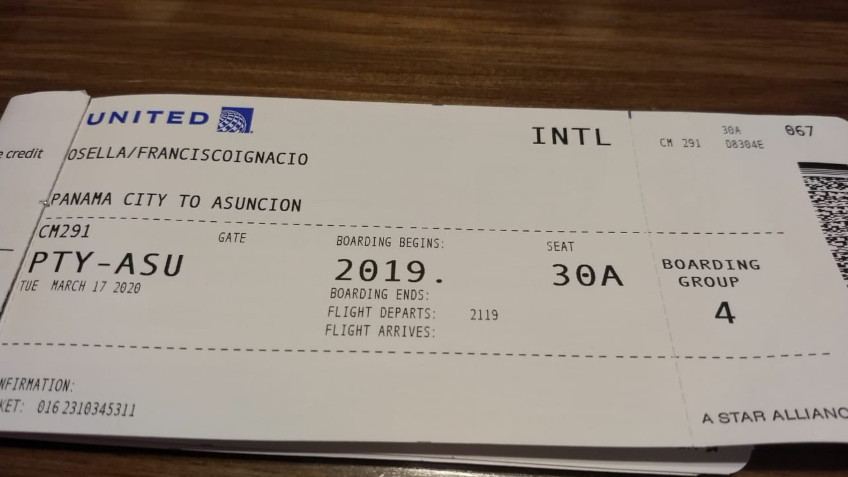 UNITED
INTL
30A
067
CM 291 08304E
e credit
OSELLA/FRANCISCOIGNACIO
PANAMA CITY TO ASUNCION
CM291
GATE
BOARDING BEGINS:
SEAT
PTY-ASU
2019.
30A
BOARDING
GROUP
4
TUE MARCH 17 2020
BOARDING ENDS:
FLIGHT DEPARTS: 2119
FLIGHT ARRIVES:
NFIRMATION:
KET: 016 2310345311
A STAR ALLIANC